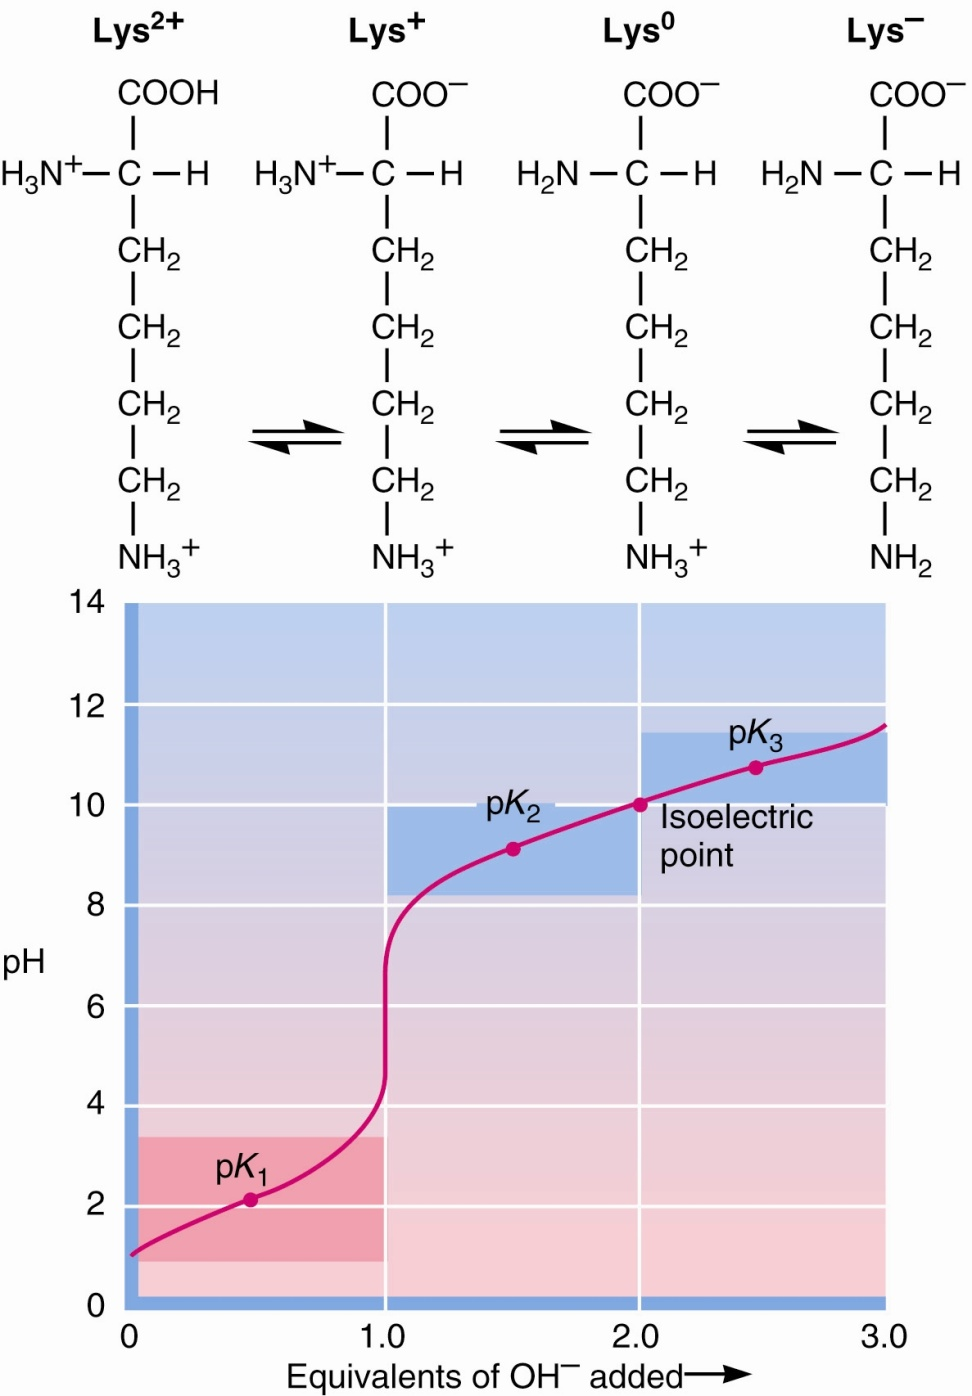 Lys²⁺ Lys⁺ Lys⁰ Lys⁻
COOH COO⁻ COO⁻ COO⁻
H₃N⁺ C H H₃N⁺ C H H₂N C H H₂N C H
CH₂ CH₂ CH₂ CH₂
CH₂ CH₂ CH₂ CH₂
CH₂ CH₂ CH₂ CH₂
CH₂ CH₂ CH₂ CH₂
NH₃⁺ NH₃⁺ NH₃⁺ NH₂
14
12
pK₃
10
pK₂
Isoelectric
point
8
pH
6
4
pK₁
2
0
0 1.0 2.0 3.0
Equivalents of OH⁻ added